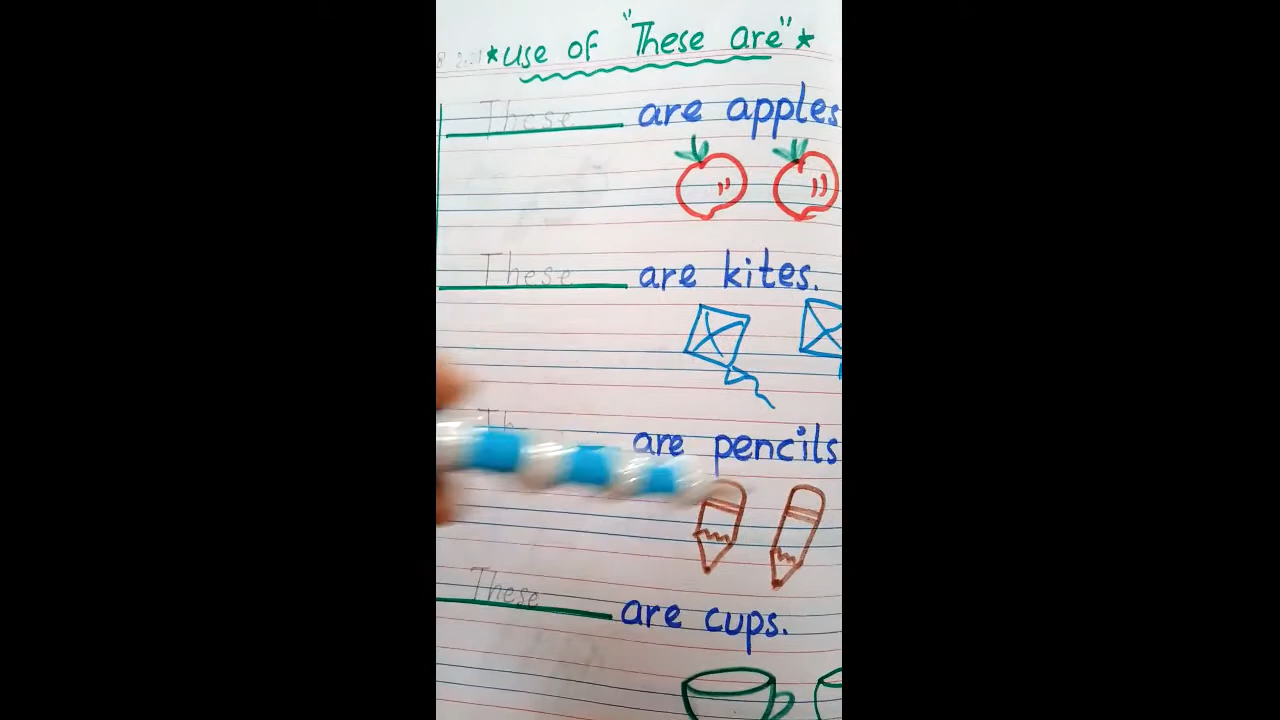 *Use of "These are"*
These are apples
These are kites.
are pencils
These are cups.